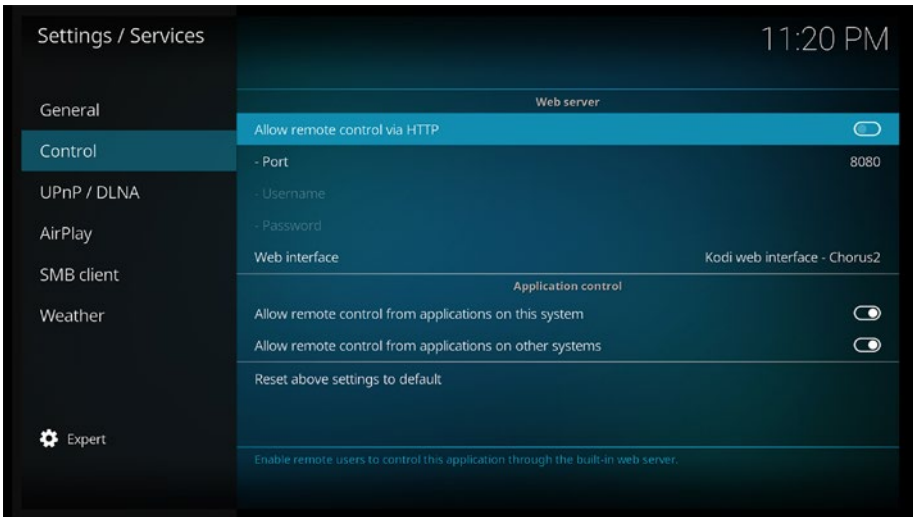 Settings / Services
11:20 PM
General
Control
UPnP / DLNA
AirPlay
SMB client
Weather
Expert
Web server
Allow remote control via HTTP
- Port 8080
- Username
- Password
Web interface Kodi web interface - Chorus2
Application control
Allow remote control from applications on this system
Allow remote control from applications on other systems
Reset above settings to default
Enable remote users to control this application through the built-in web server.